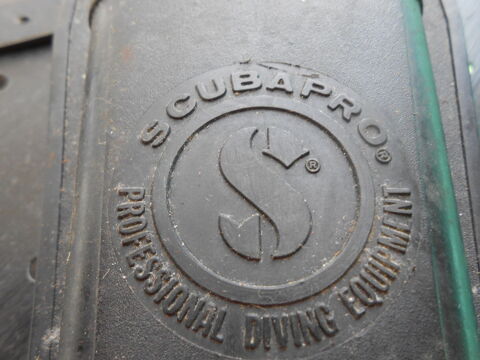 SCUBAPRO®
S®
PROFESSIONAL DIVING EQUIPMENT